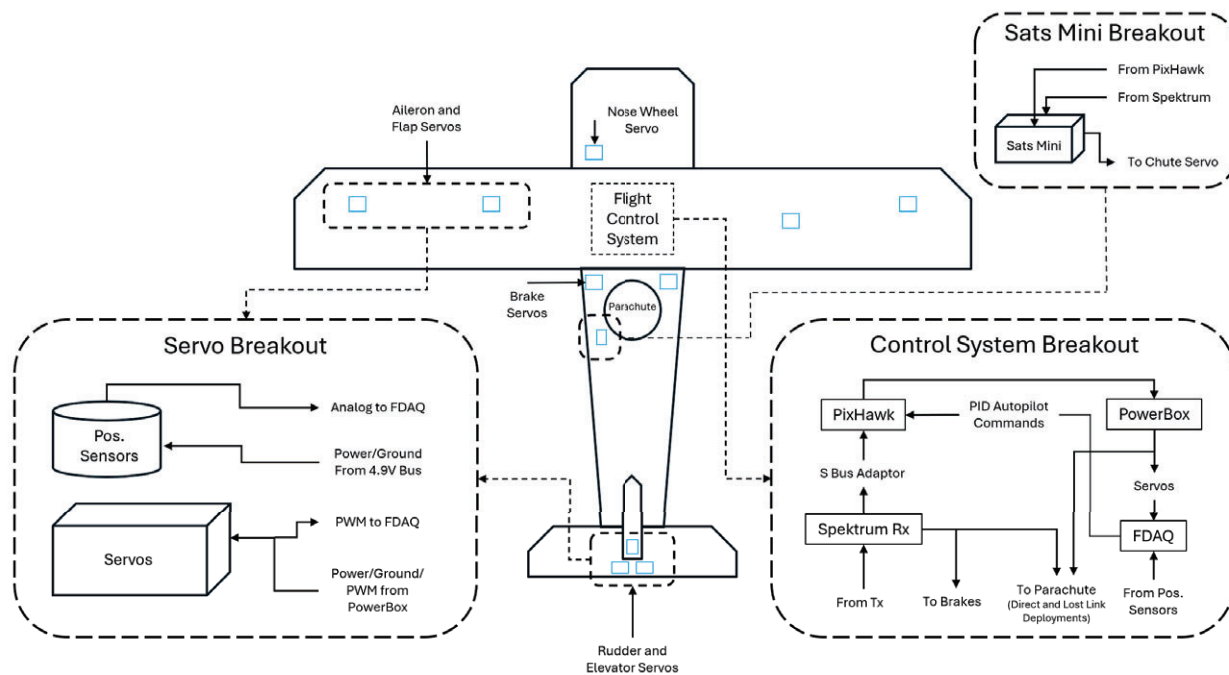 Sats Mini Breakout
From PixHawk
From Spektrum
Sats Mini
To Chute Servo
Aileron and
Flap Servos
Nose Wheel
Servo
Flight
Control
System
Brake
Servos
Parachute
Servo Breakout
Pos.
Sensors
Analog to FDAQ
Power/Ground
From 4.9V Bus
Servos
PWM to FDAQ
Power/Ground/
PWM from
PowerBox
Rudder and
Elevator Servos
Control System Breakout
PixHawk
PID Autopilot
Commands
PowerBox
S Bus Adaptor
Servos
Spektrum Rx
FDAQ
From Tx
To Brakes
To Parachute
(Direct and Lost Link
Deployments)
From Pos.
Sensors